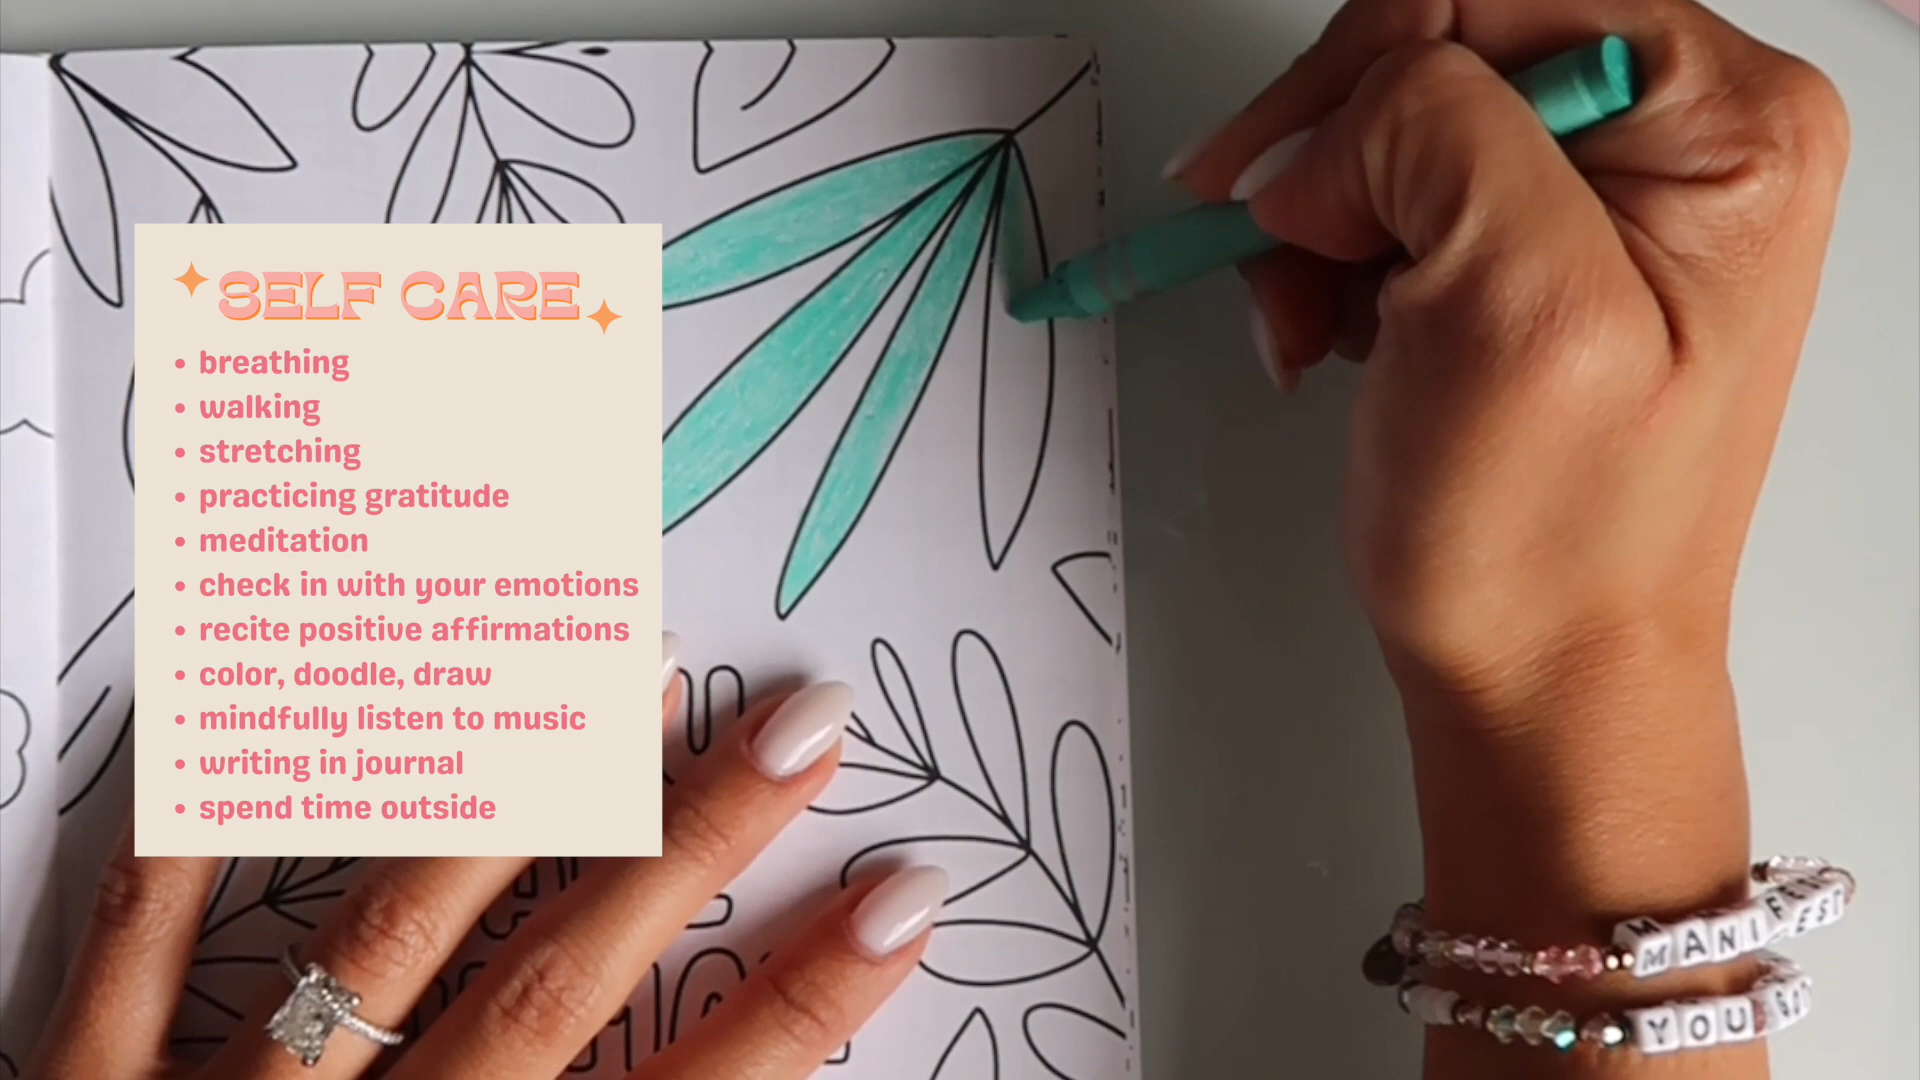 SELF CARE
• breathing
• walking
• stretching
• practicing gratitude
• meditation
• check in with your emotions
• recite positive affirmations
• color, doodle, draw
• mindfully listen to music
• writing in journal
• spend time outside
MANIFEST
YOU